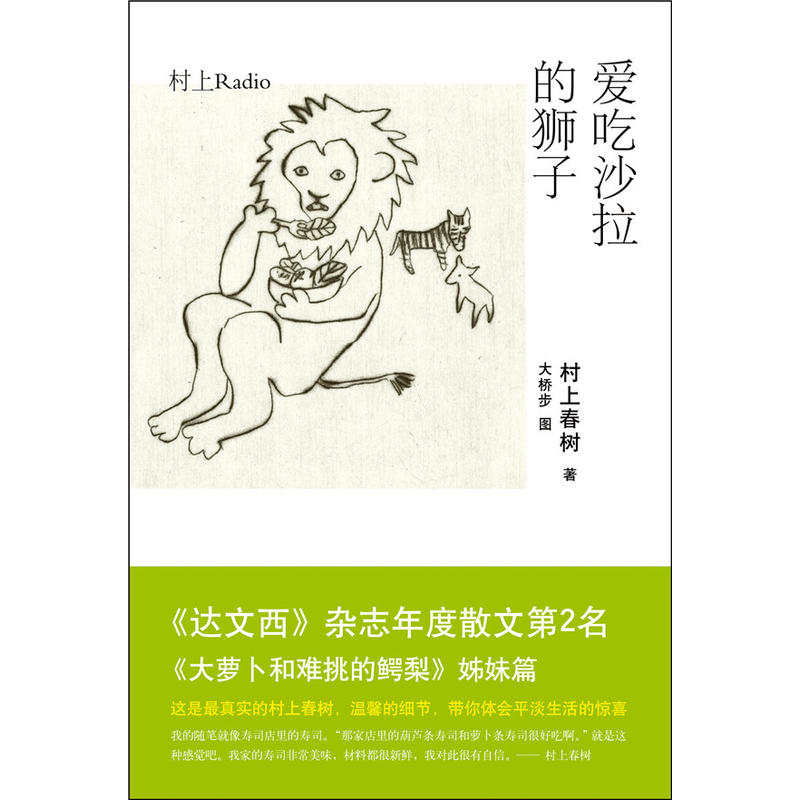 村上Radio
爱吃沙拉
的狮子
村上春树 著
大桥步 图
《达文西》杂志年度散文第2名
《大萝卜和难挑的鳄梨》姊妹篇
这是最真实的村上春树，温馨的细节，带你体会平淡生活的惊喜
我的随笔就像寿司店里的寿司。“那家店里的葫芦条寿司和萝卜条寿司很好吃啊。”就是这
种感觉吧。我家的寿司非常美味，材料都很新鲜，我对此很有自信。—— 村上春树